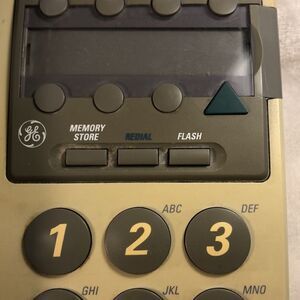 MEMORY
STORE REDIAL FLASH
GE
1 2 ABC 3 DEF
GHI JKL MNO